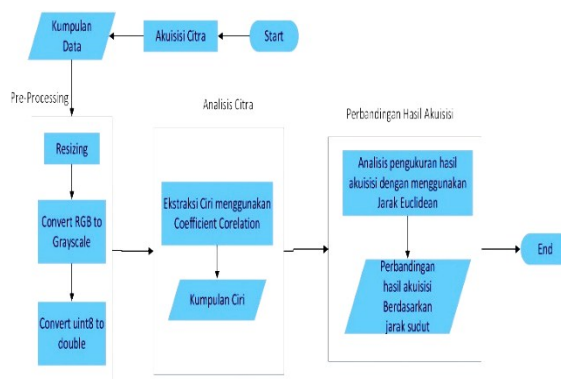 Kumpulan
Data
Akuisisi Citra
Start
Pre-Processing
Resizing
Convert RGB to
Grayscale
Convert uint8 to
double
Analisis Citra
Ekstraksi Ciri menggunakan
Coefficient Corelation
Kumpulan Ciri
Perbandingan Hasil Akuisisi
Analisis pengukuran hasil
akuisisi dengan menggunakan
Jarak Euclidean
Perbandingan
hasil akuisisi
Berdasarkan
jarak sudut
End